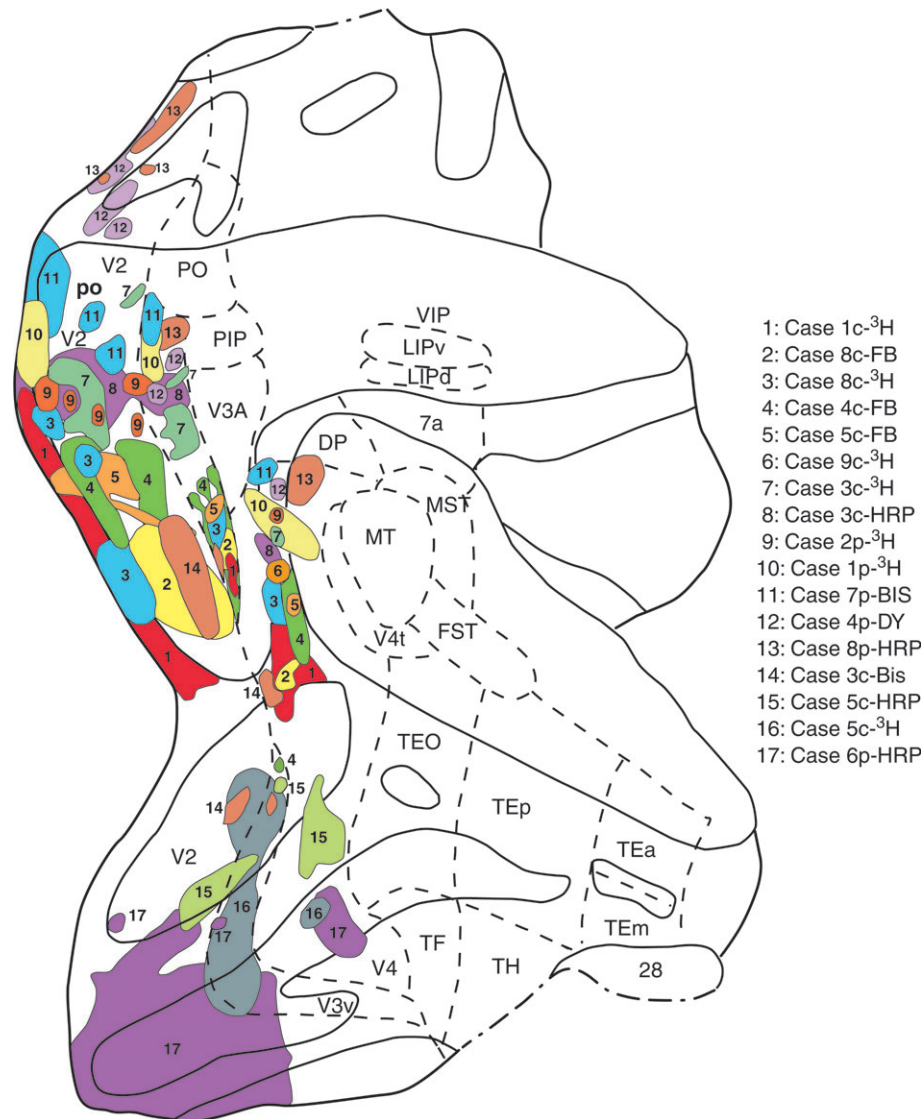 13
13
12
13
12
12
V2
PO
11
po
7
11
11
13
V2
PIP
VIP
10
11
10
12
LIPv
7
8
9
12
8
7
LIPd
9
9
9
9
7
V3A
7a
3
1
3
4
5
4
4
5
3
2
1
DP
11
12
13
10
9
7
8
6
3
5
4
MST
MT
3
2
14
1
2
1
14
V4t
FST
4
15
14
15
TEO
TEp
V2
15
16
17
17
16
17
TEa
TEm
TF
TH
V4
V3v
28
17
1: Case 1c-³H
2: Case 8c-FB
3: Case 8c-³H
4: Case 4c-FB
5: Case 5c-FB
6: Case 9c-³H
7: Case 3c-³H
8: Case 3c-HRP
9: Case 2p-³H
10: Case 1p-³H
11: Case 7p-BIS
12: Case 4p-DY
13: Case 8p-HRP
14: Case 3c-Bis
15: Case 5c-HRP
16: Case 5c-³H
17: Case 6p-HRP